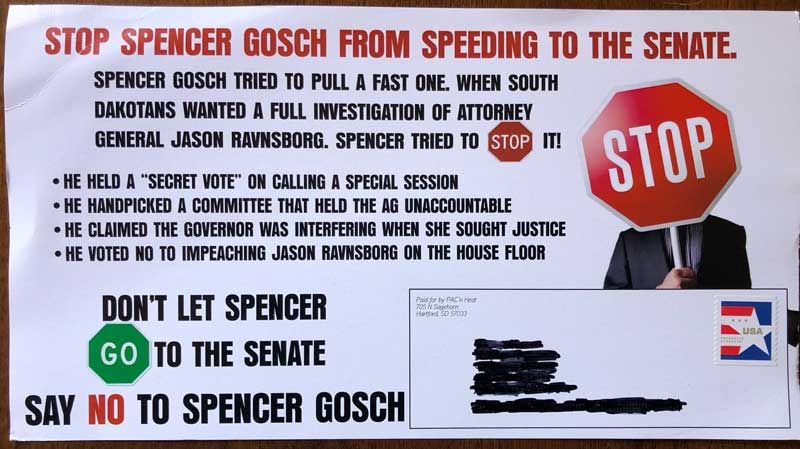 STOP SPENCER GOSCH FROM SPEEDING TO THE SENATE.
SPENCER GOSCH TRIED TO PULL A FAST ONE. WHEN SOUTH
DAKOTANS WANTED A FULL INVESTIGATION OF ATTORNEY
GENERAL JASON RAVNSBORG. SPENCER TRIED TO STOP IT!
• HE HELD A "SECRET VOTE" ON CALLING A SPECIAL SESSION
• HE HANDPICKED A COMMITTEE THAT HELD THE AG UNACCOUNTABLE
• HE CLAIMED THE GOVERNOR WAS INTERFERING WHEN SHE SOUGHT JUSTICE
• HE VOTED NO TO IMPEACHING JASON RAVNSBORG ON THE HOUSE FLOOR
STOP
DON'T LET SPENCER
GO TO THE SENATE
SAY NO TO SPENCER GOSCH
Paid for by PAC'n Heat
705 N Sagehorn
Hartford, SD 57033
USA